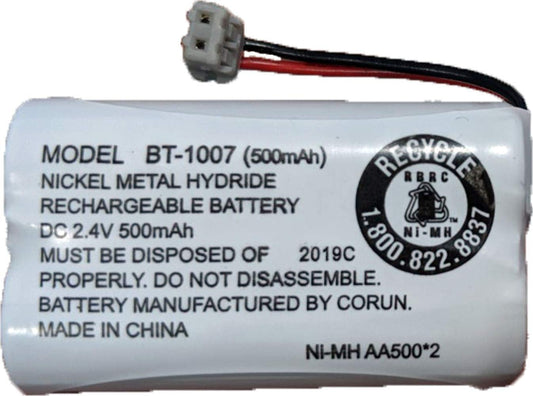 MODEL BT-1007 (500mAh)
NICKEL METAL HYDRIDE
RECHARGEABLE BATTERY
DC 2.4V 500mAh
MUST BE DISPOSED OF 2019C
PROPERLY. DO NOT DISASSEMBLE.
BATTERY MANUFACTURED BY CORUN.
MADE IN CHINA
Ni-MH AA500*2
RECYCLE
RBRC
Ni-MH
TM
1.800.822.8837